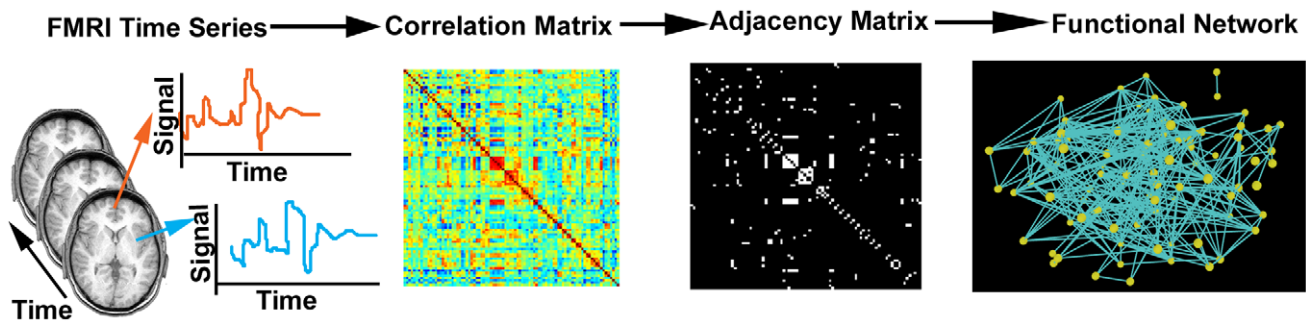 FMRI Time Series
Correlation Matrix
Adjacency Matrix
Functional Network
Signal
Time
Signal
Time
Time